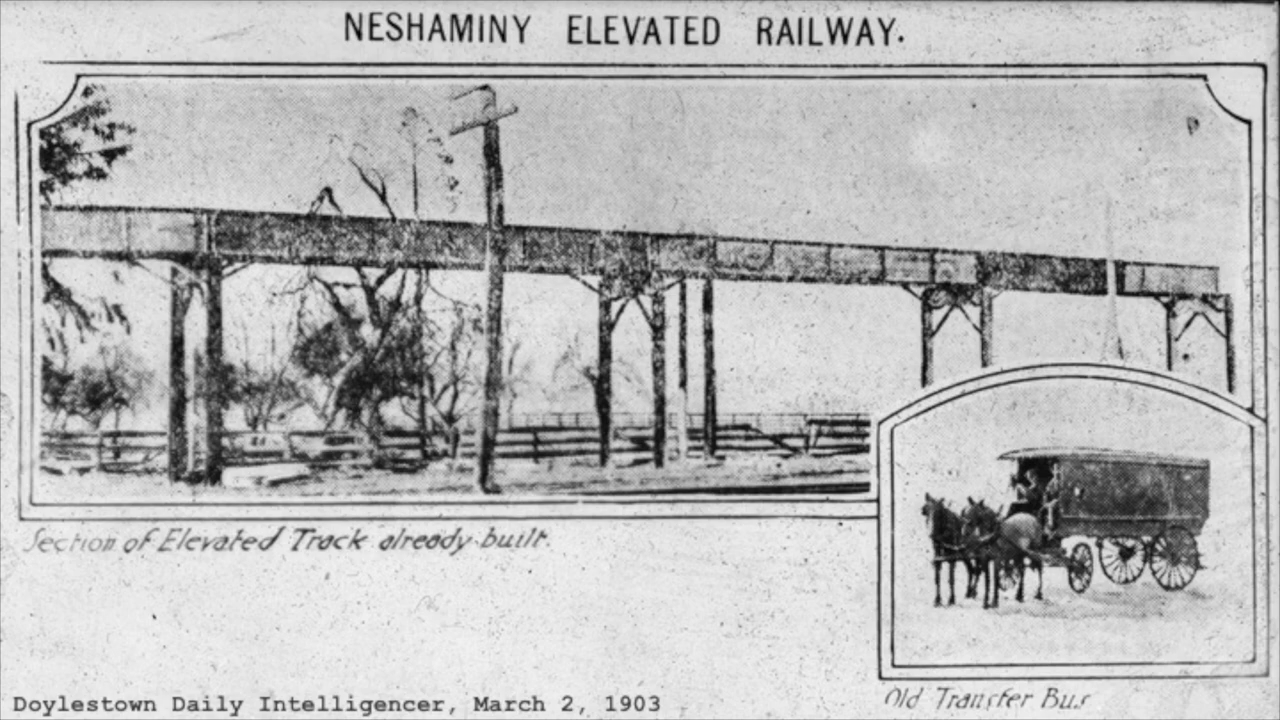 NESHAMINY ELEVATED RAILWAY.
Section of Elevated Track already built.
Old Transfer Bus
Doylestown Daily Intelligencer, March 2, 1903